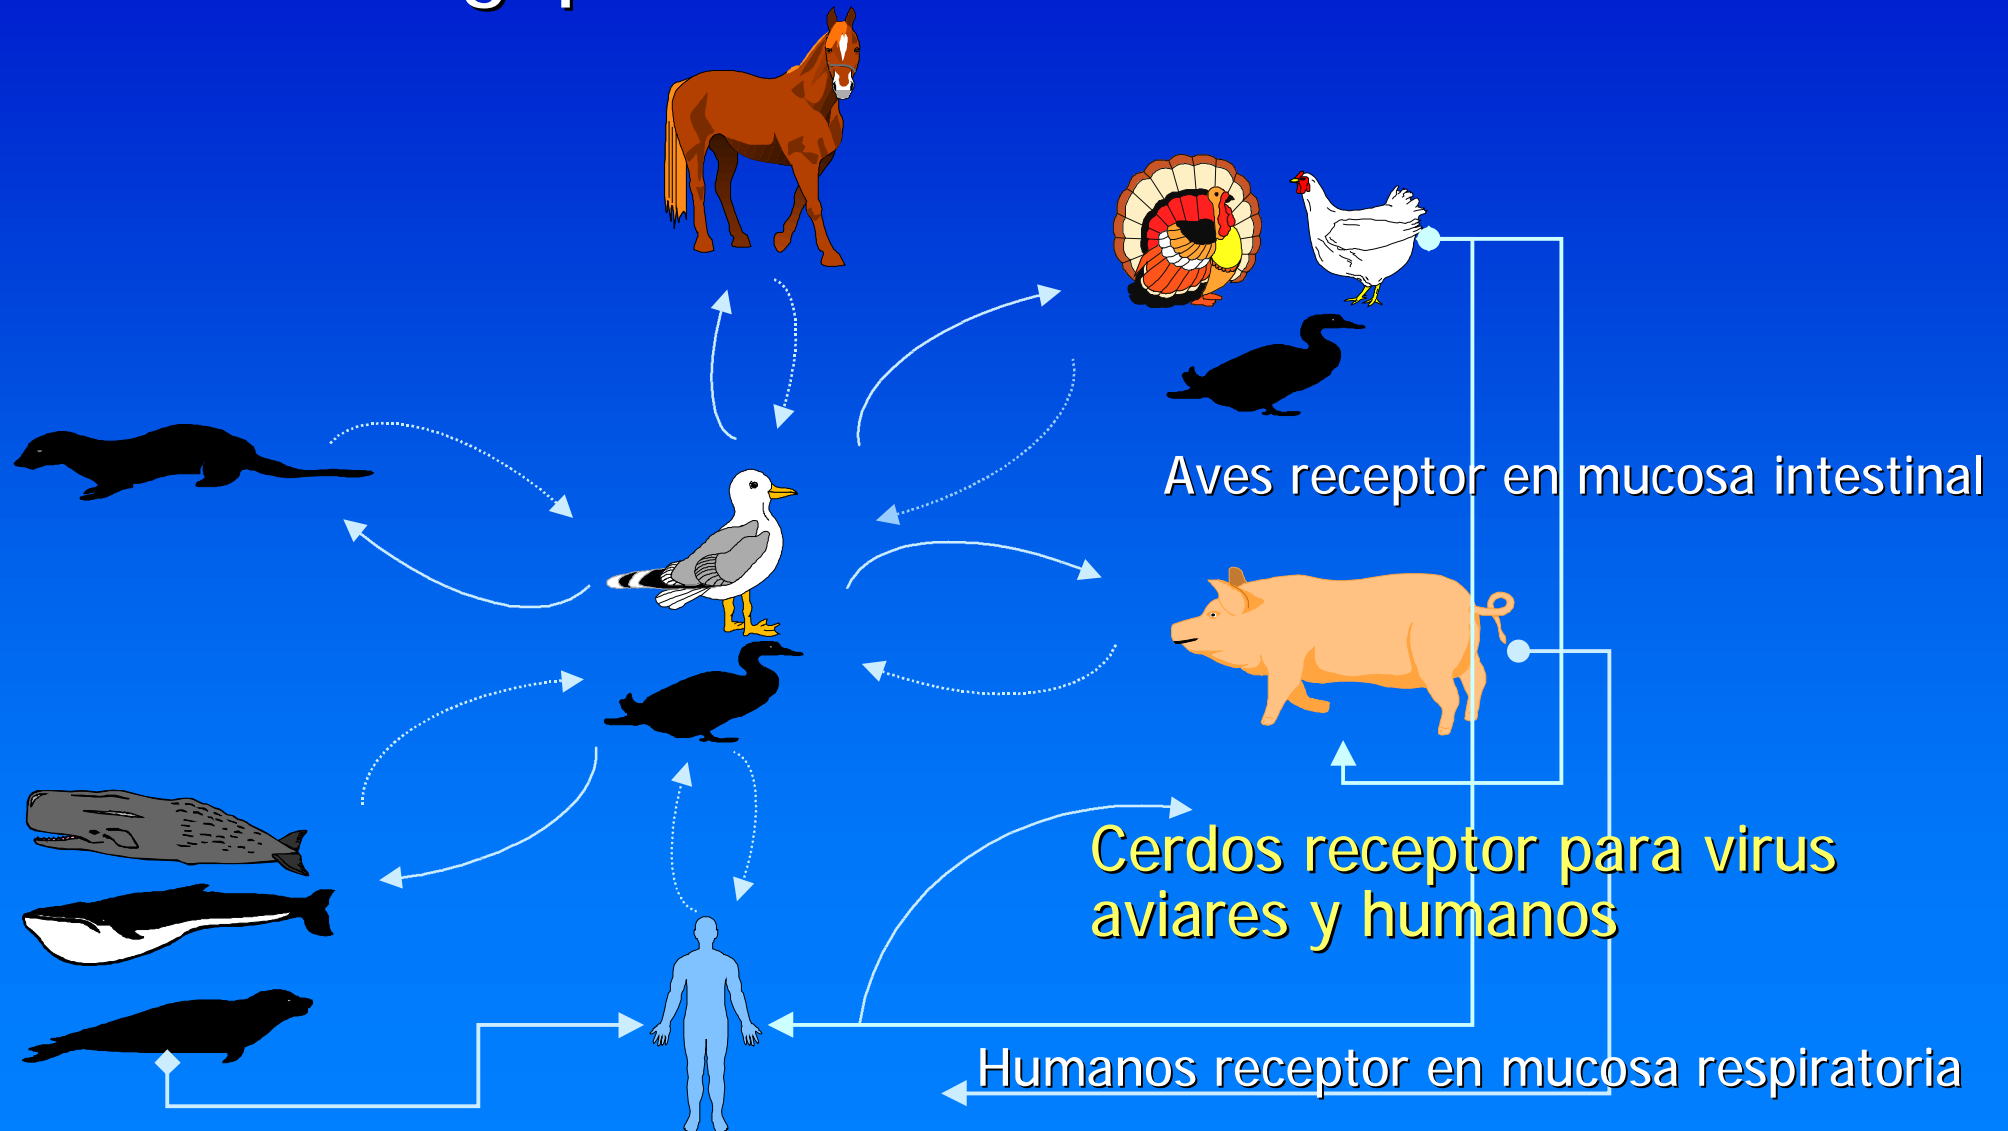 Aves receptor en mucosa intestinal
Cerdos receptor para virus
aviares y humanos
Humanos receptor en mucosa respiratoria